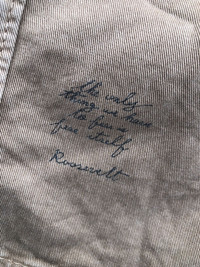 the only
thing we have
to fear is
fear itself
Roosevelt